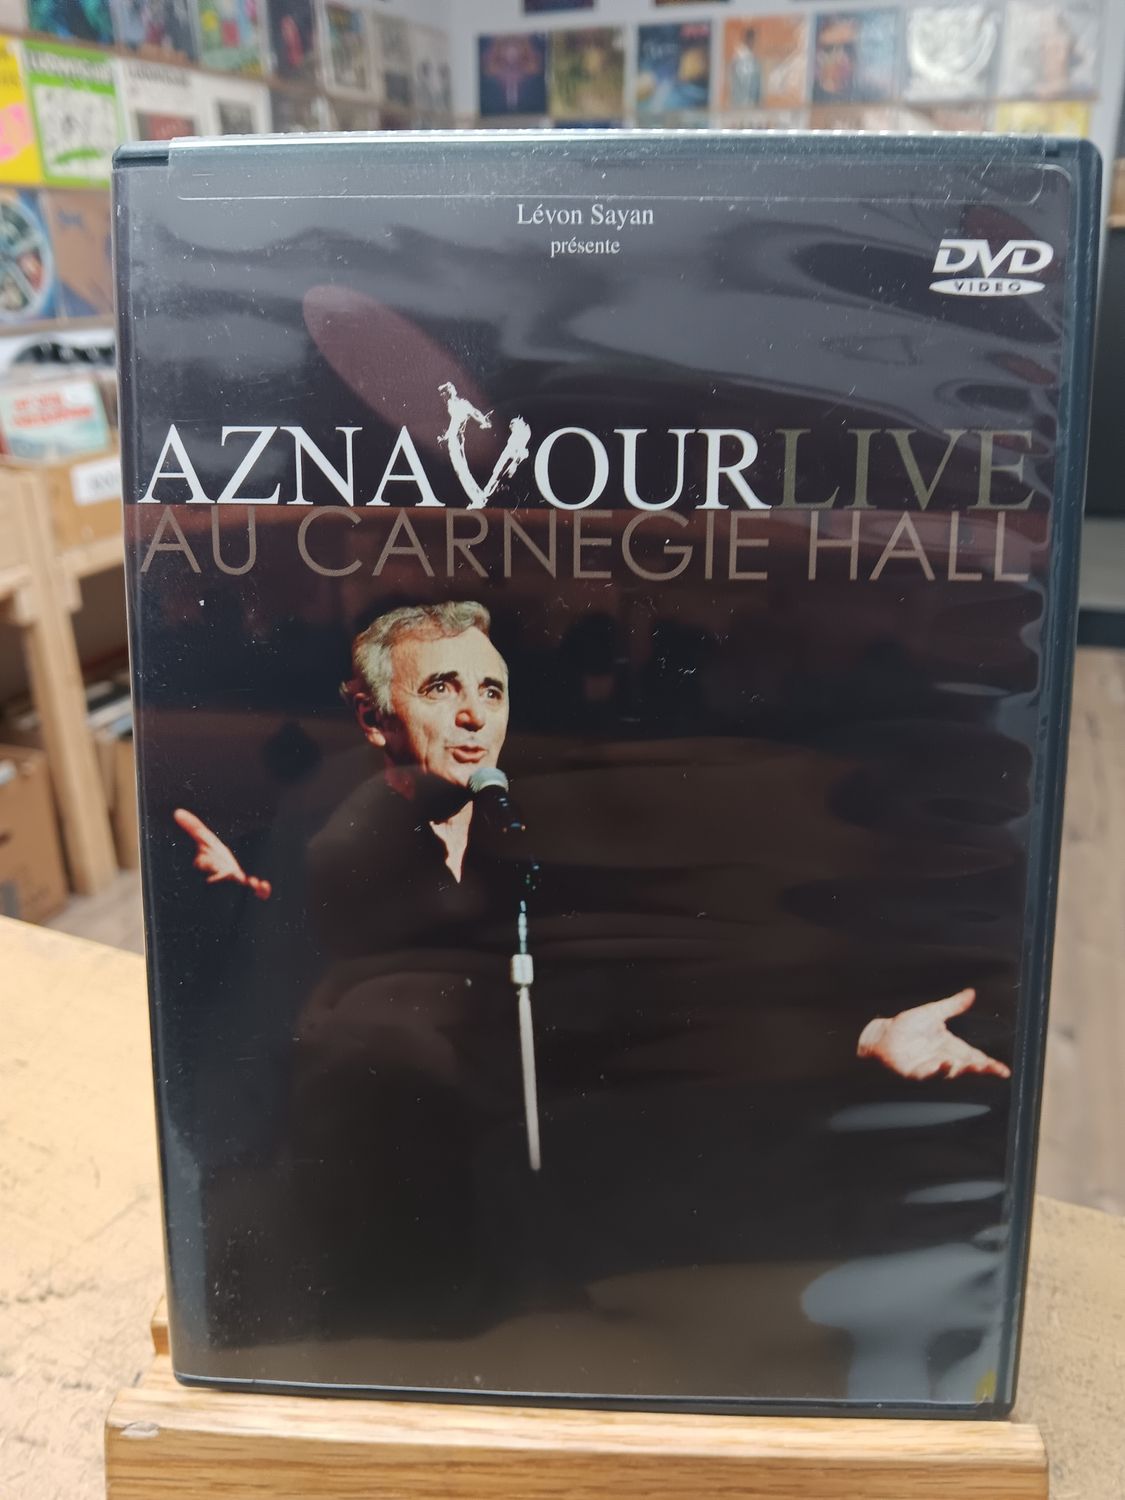 Lévon Sayan
présente
DVD
VIDEO
AZNAVOURLIVE
AU CARNEGIE HALL